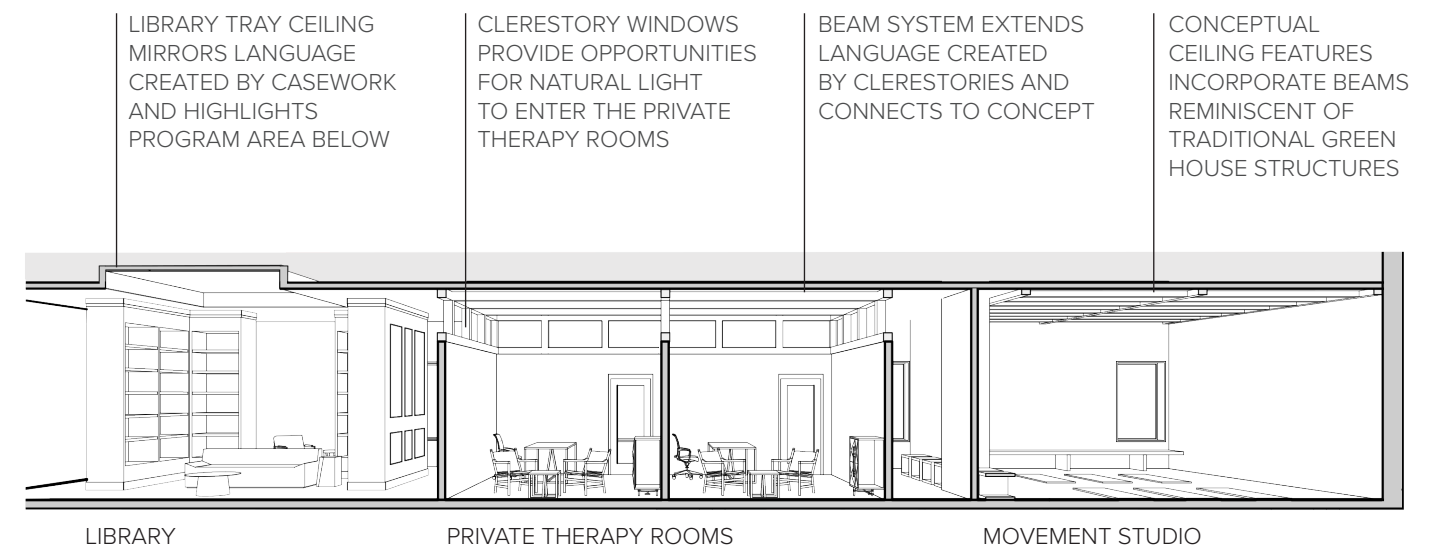 LIBRARY TRAY CEILING
MIRRORS LANGUAGE
CREATED BY CASEWORK
AND HIGHLIGHTS
PROGRAM AREA BELOW
CLERESTORY WINDOWS
PROVIDE OPPORTUNITIES
FOR NATURAL LIGHT
TO ENTER THE PRIVATE
THERAPY ROOMS
BEAM SYSTEM EXTENDS
LANGUAGE CREATED
BY CLERESTORIES AND
CONNECTS TO CONCEPT
CONCEPTUAL
CEILING FEATURES
INCORPORATE BEAMS
REMINISCENT OF
TRADITIONAL GREEN
HOUSE STRUCTURES
LIBRARY
PRIVATE THERAPY ROOMS
MOVEMENT STUDIO